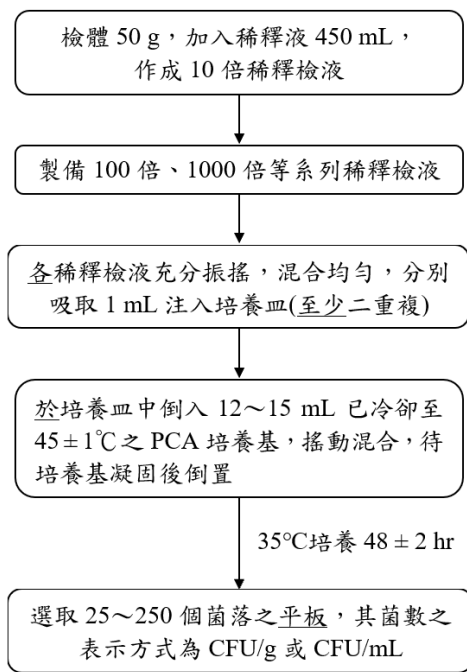 檢體 50 g，加入稀釋液 450 mL，
作成 10 倍稀釋檢液
製備 100 倍、1000 倍等系列稀釋檢液
各稀釋檢液充分振搖，混合均勻，分別
吸取 1 mL 注入培養皿(至少二重複)
於培養皿中倒入 12～15 mL 已冷卻至
45 ± 1℃之 PCA 培養基，搖動混合，待
培養基凝固後倒置
35°C培養 48 ± 2 hr
選取 25～250 個菌落之平板，其菌數之
表示方式為 CFU/g 或 CFU/mL